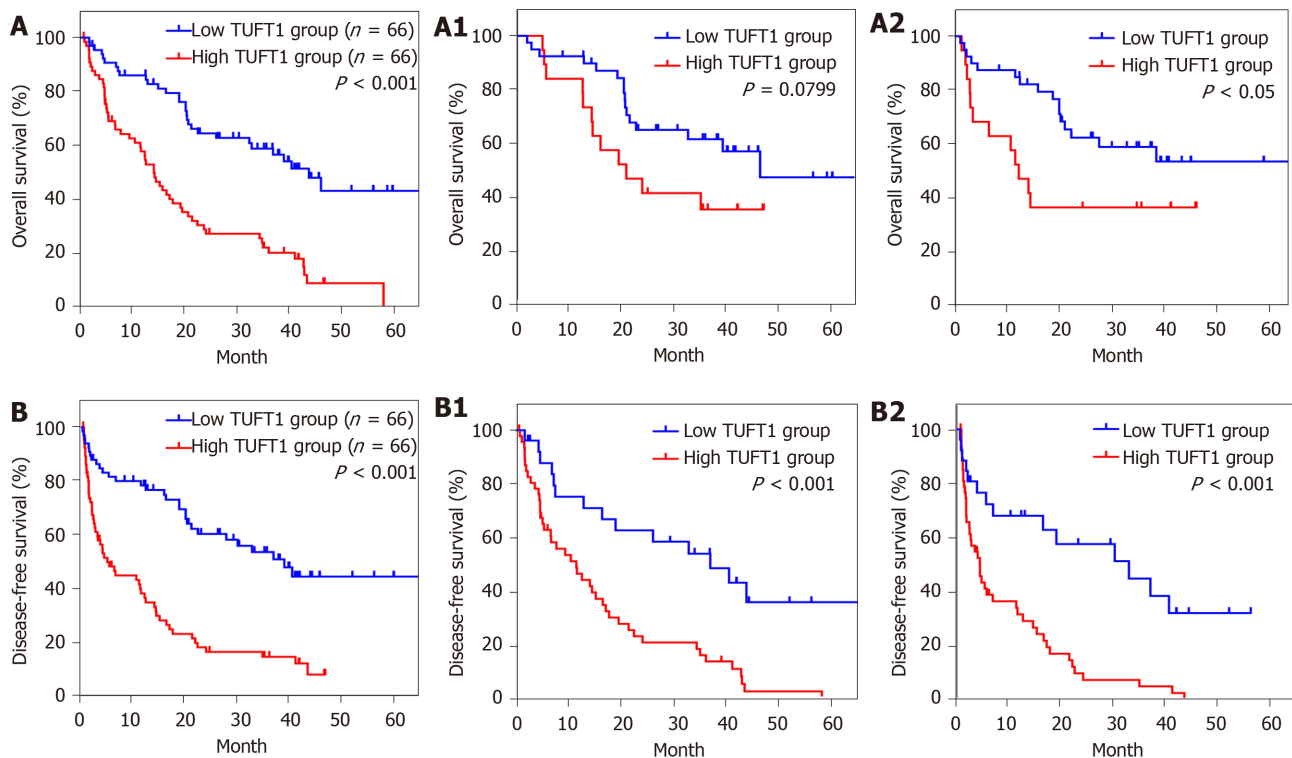 A
Low TUFT1 group (n = 66)
High TUFT1 group (n = 66)
P < 0.001
Overall survival (%)
100
80
60
40
20
0
0 10 20 30 40 50 60
Month
A1
Low TUFT1 group
High TUFT1 group
P = 0.0799
Overall survival (%)
100
80
60
40
20
0
0 10 20 30 40 50 60
Month
A2
Low TUFT1 group
High TUFT1 group
P < 0.05
Overall survival (%)
100
80
60
40
20
0
0 10 20 30 40 50 60
Month
B
Low TUFT1 group (n = 66)
High TUFT1 group (n = 66)
P < 0.001
Disease-free survival (%)
100
80
60
40
20
0
0 10 20 30 40 50 60
Month
B1
Low TUFT1 group
High TUFT1 group
P < 0.001
Disease-free survival (%)
100
80
60
40
20
0
0 10 20 30 40 50 60
Month
B2
Low TUFT1 group
High TUFT1 group
P < 0.001
Disease-free survival (%)
100
80
60
40
20
0
0 10 20 30 40 50 60
Month